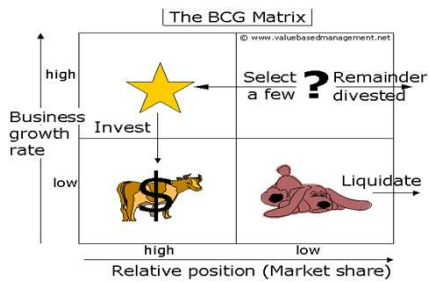 The BCG Matrix
© www.valuebasedmanagement.net
high
Select ? Remainder
a few divested
Business
growth
rate
Invest
low
$
Liquidate
high low
Relative position (Market share)